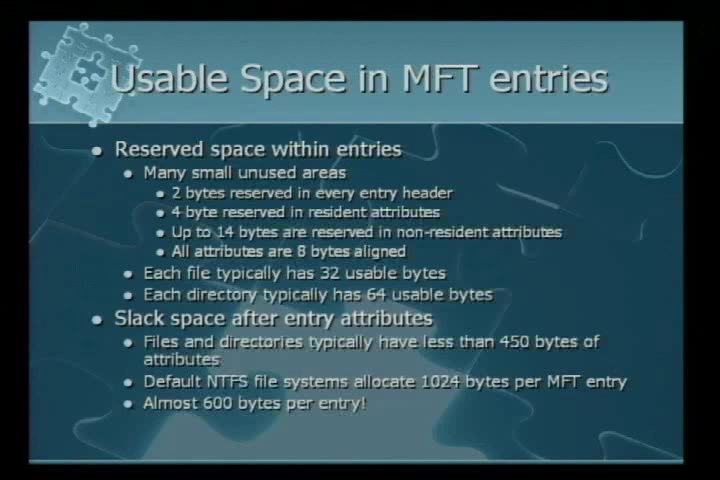 Usable Space in MFT entries
Reserved space within entries
Many small unused areas
2 bytes reserved in every entry header
4 byte reserved in resident attributes
Up to 14 bytes are reserved in non-resident attributes
All attributes are 8 bytes aligned
Each file typically has 32 usable bytes
Each directory typically has 64 usable bytes
Slack space after entry attributes
Files and directories typically have less than 450 bytes of
attributes
Default NTFS file systems allocate 1024 bytes per MFT entry
Almost 600 bytes per entry!